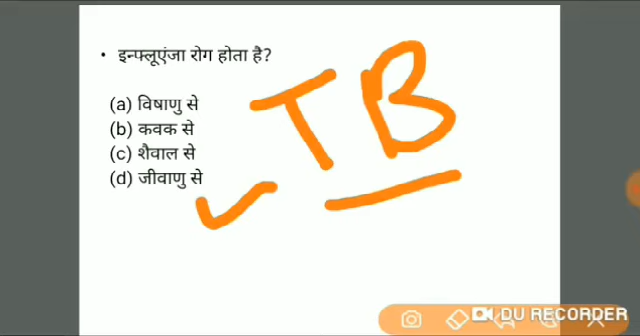 • इन्फ्लूएंजा रोग होता है?
(a) विषाणु से
(b) कवक से
(c) शैवाल से
(d) जीवाणु से
TB
DU RECORDER